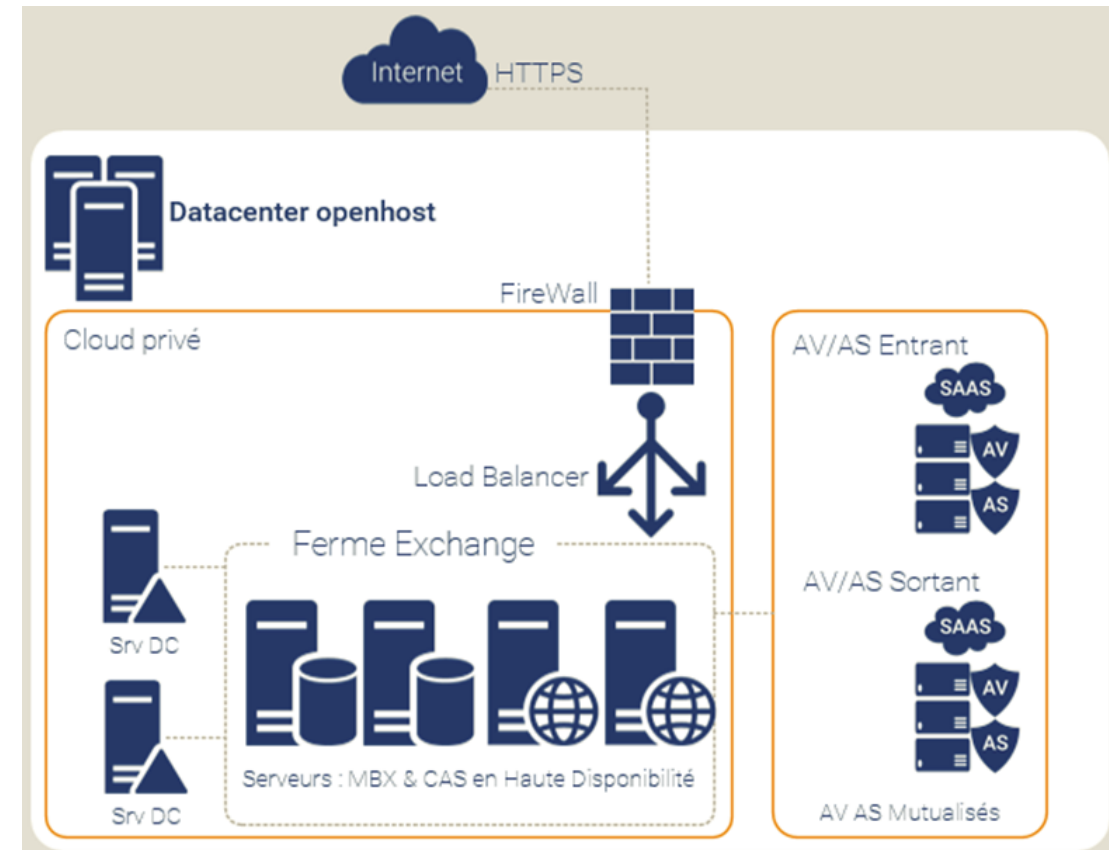 Internet
HTTPS
Datacenter openhost
FireWall
Cloud privé
AV/AS Entrant
SAAS
AV
AS
Load Balancer
Ferme Exchange
AV/AS Sortant
SAAS
AV
AS
Srv DC
Srv DC
Serveurs : MBX & CAS en Haute Disponibilité
AV AS Mutualisés